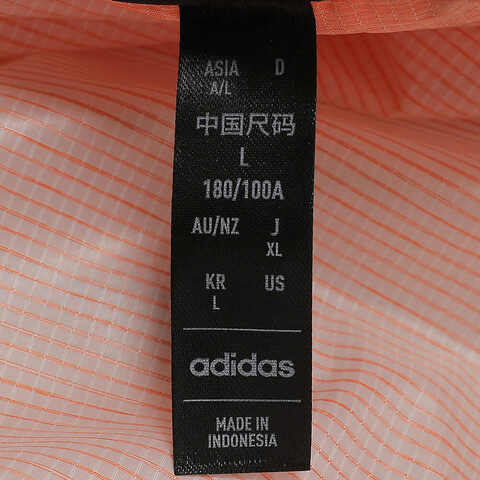 ASIA D
A/L
中国尺码
L
180/100A
AU/NZ J
XL
KR US
L
adidas
MADE IN
INDONESIA